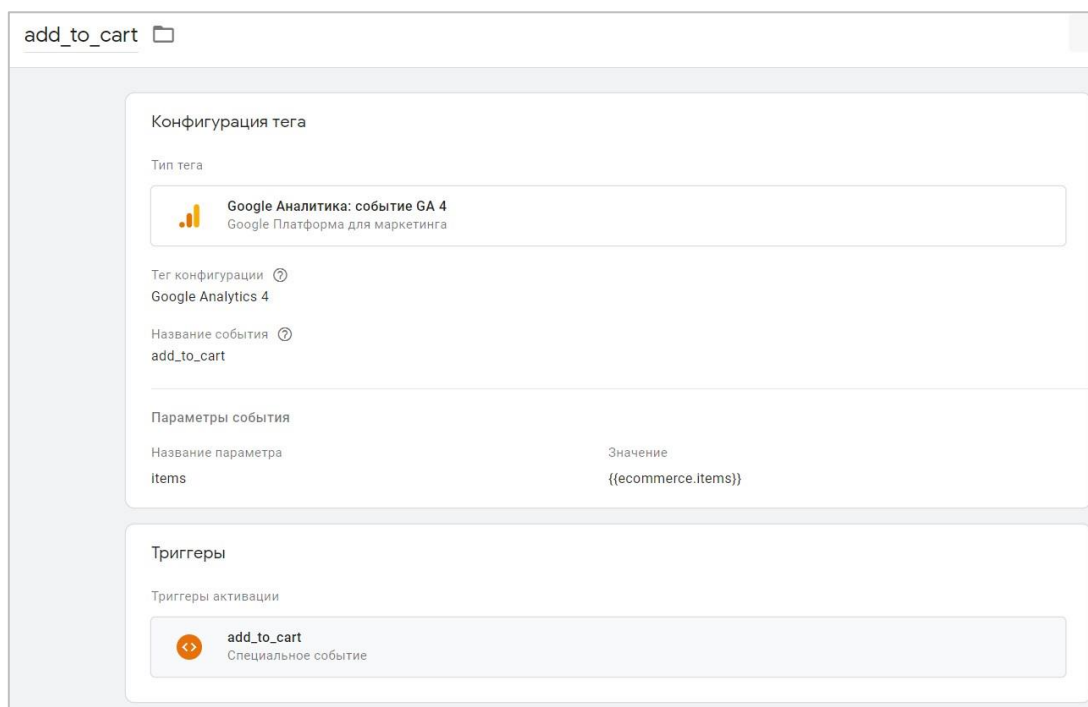 add_to_cart
Конфигурация тега
Тип тега
Google Аналитика: событие GA 4
Google Платформа для маркетинга
Тег конфигурации
Google Analytics 4
Название события
add_to_cart
Параметры события
Название параметра Значение
items {{ecommerce.items}}
Триггеры
Триггеры активации
add_to_cart
Специальное событие